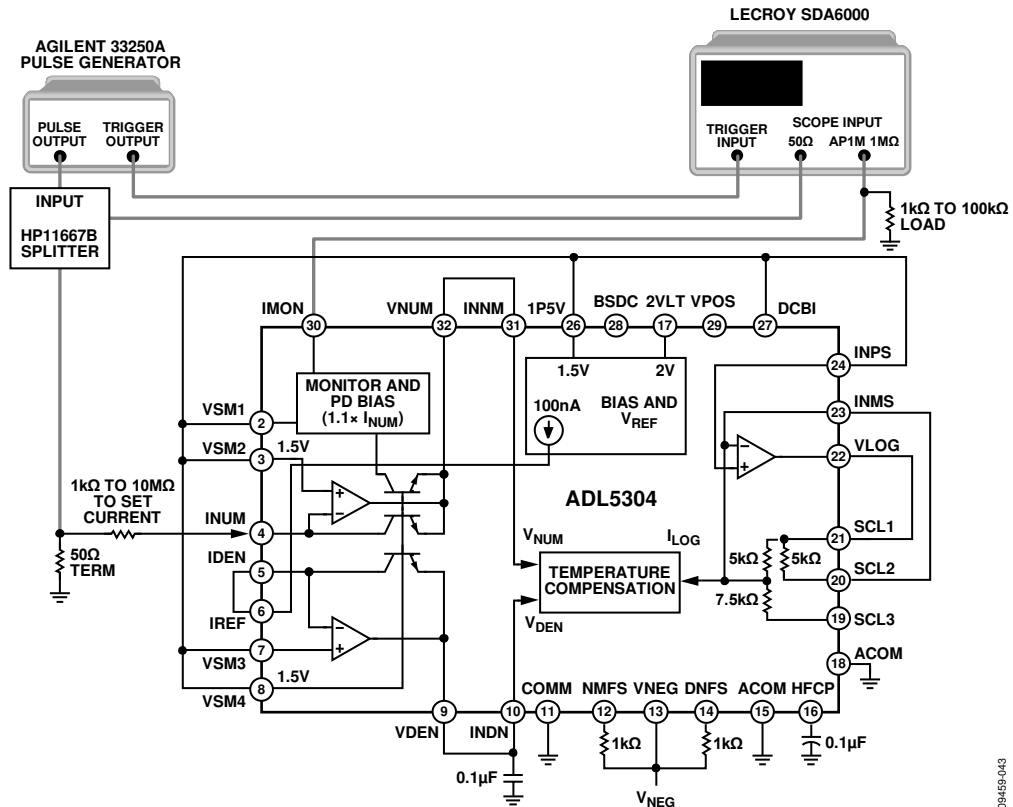 LECROY SDA6000
AGILENT 33250A
PULSE GENERATOR
PULSE
OUTPUT
TRIGGER
OUTPUT
TRIGGER
INPUT
SCOPE INPUT
50Ω
AP1M 1MΩ
INPUT
HP11667B
SPLITTER
1kΩ TO 100kΩ
LOAD
IMON
VNUM
INNM
1P5V
BSDC
2VLT
VPOS
DCBI
30
32
31
26
28
17
29
27
1.5V
2V
BIAS AND
VREF
100nA
MONITOR AND
PD BIAS
(1.1× INUM)
INPS
24
INMS
23
VLOG
22
SCL1
21
SCL2
20
SCL3
19
ACOM
18
VSM1
2
VSM2
3
1.5V
1kΩ TO 10MΩ
TO SET
CURRENT
INUM
4
50Ω
TERM
IDEN
5
6
IREF
7
VSM3
8
1.5V
VSM4
+
–
–
+
–
+
ADL5304
VNUM
ILOG
TEMPERATURE
COMPENSATION
VDEN
5kΩ
5kΩ
7.5kΩ
COMM
NMFS
VNEG
DNFS
ACOM
HFCP
9
10
11
12
13
14
15
16
VDEN
INDN
1kΩ
1kΩ
0.1µF
0.1µF
VNEG
09459-043